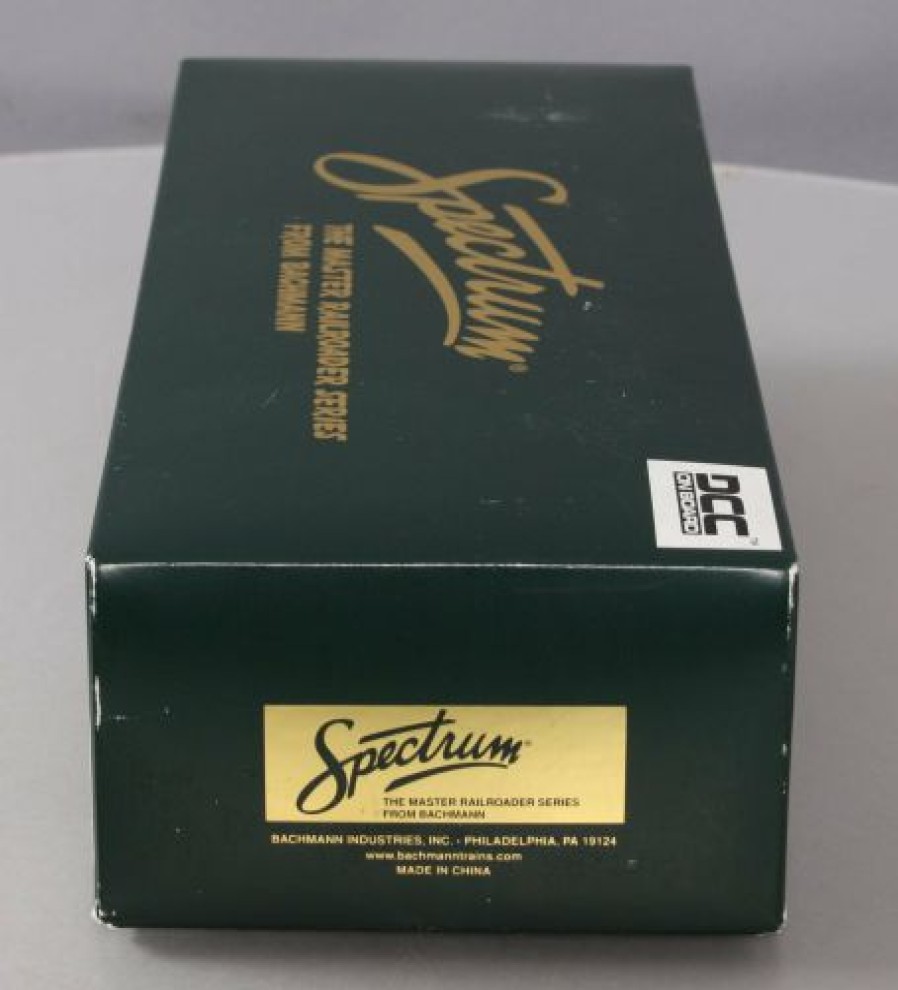 Spectrum®
THE MASTER RAILROADER SERIES
FROM BACHMANN
DCC
ON BOARD
TM
Spectrum®
THE MASTER RAILROADER SERIES
FROM BACHMANN
BACHMANN INDUSTRIES, INC. • PHILADELPHIA, PA 19124
www.bachmanntrains.com
MADE IN CHINA